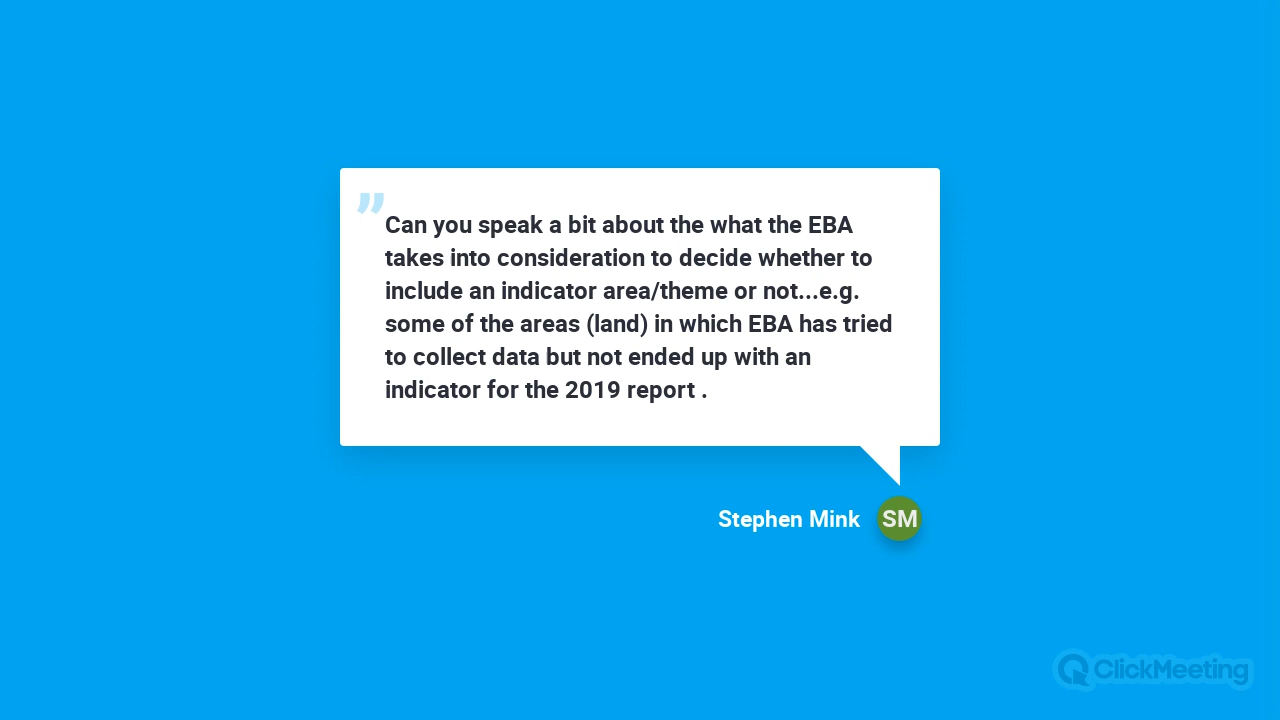 ”
Can you speak a bit about the what the EBA
takes into consideration to decide whether to
include an indicator area/theme or not...e.g.
some of the areas (land) in which EBA has tried
to collect data but not ended up with an
indicator for the 2019 report .
Stephen Mink SM
ClickMeeting